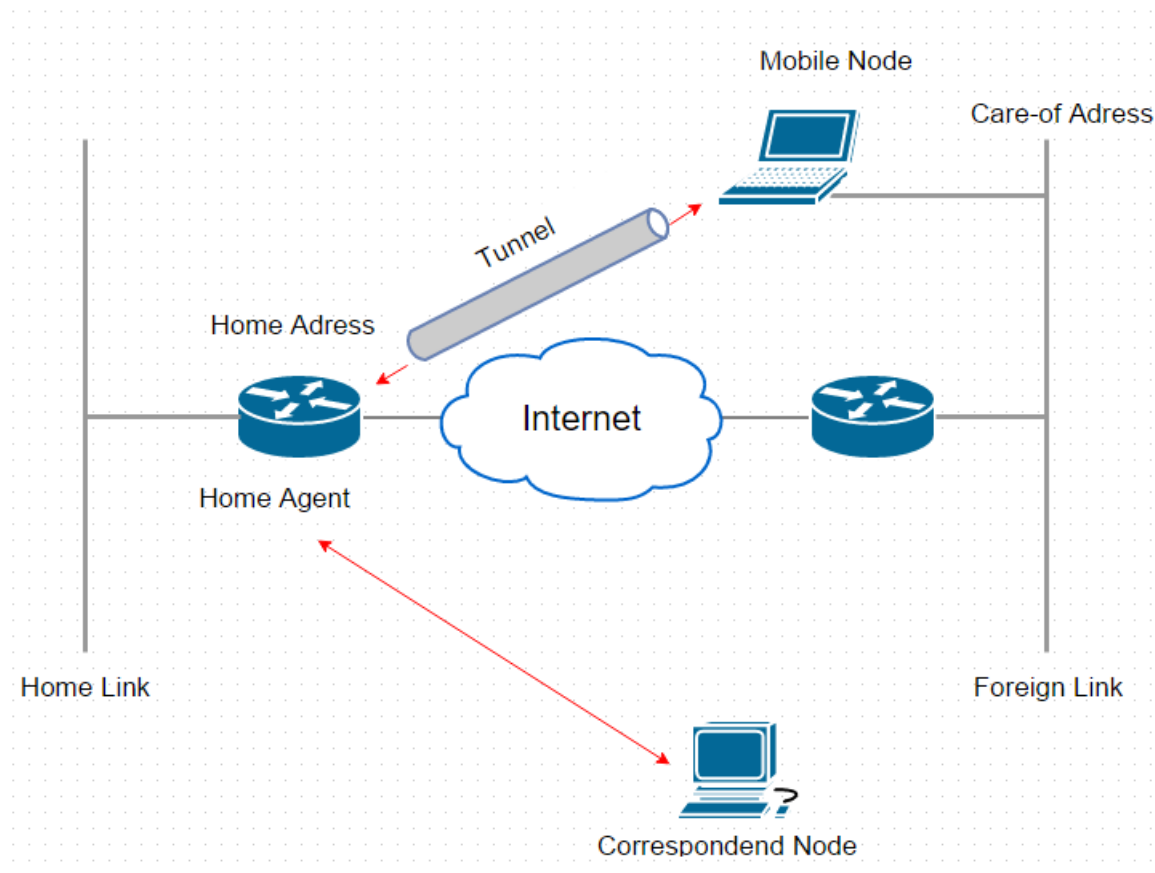 Mobile Node
Care-of Adress
Tunnel
Home Adress
Internet
Home Agent
Home Link
Foreign Link
Correspondend Node